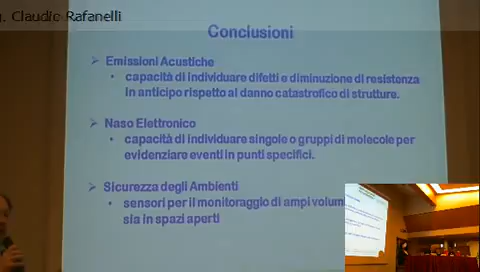 . Claudio Rafanelli
Conclusioni
➢ Emissioni Acustiche
• capacità di individuare difetti e diminuzione di resistenza
in anticipo rispetto al danno catastrofico di strutture.
➢ Naso Elettronico
• capacità di individuare singole o gruppi di molecole per
evidenziare eventi in punti specifici.
➢ Sicurezza degli Ambienti
• sensori per il monitoraggio di ampi volum
sia in spazi aperti